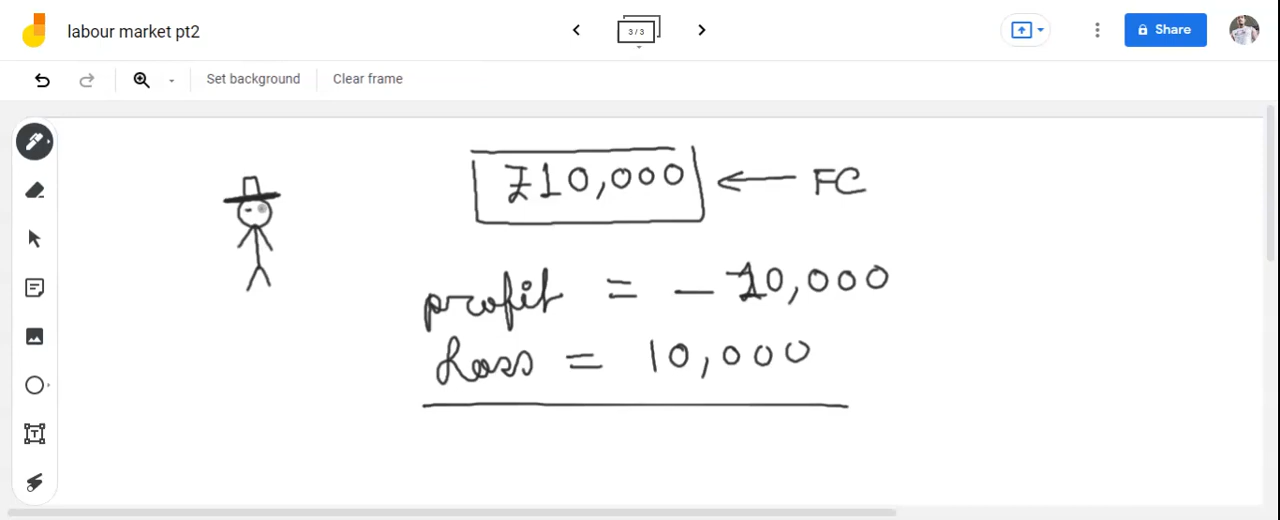 labour market pt2
3 / 3
Share
Set background
Clear frame
£10,000 ← FC
profit = - 10,000
Loss = 10,000